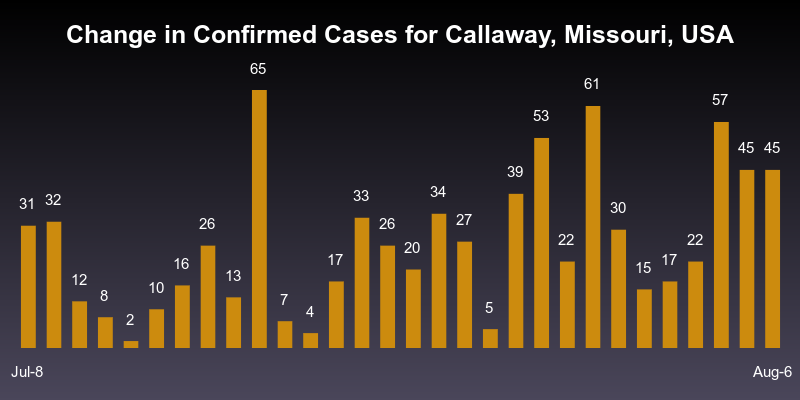 Change in Confirmed Cases for Callaway, Missouri, USA
31 32 12 8 2 10 16 26 13 65 7 4 17 33 26 20 34 27 5 39 53 22 61 30 15 17 22 57 45 45
Jul-8 Aug-6